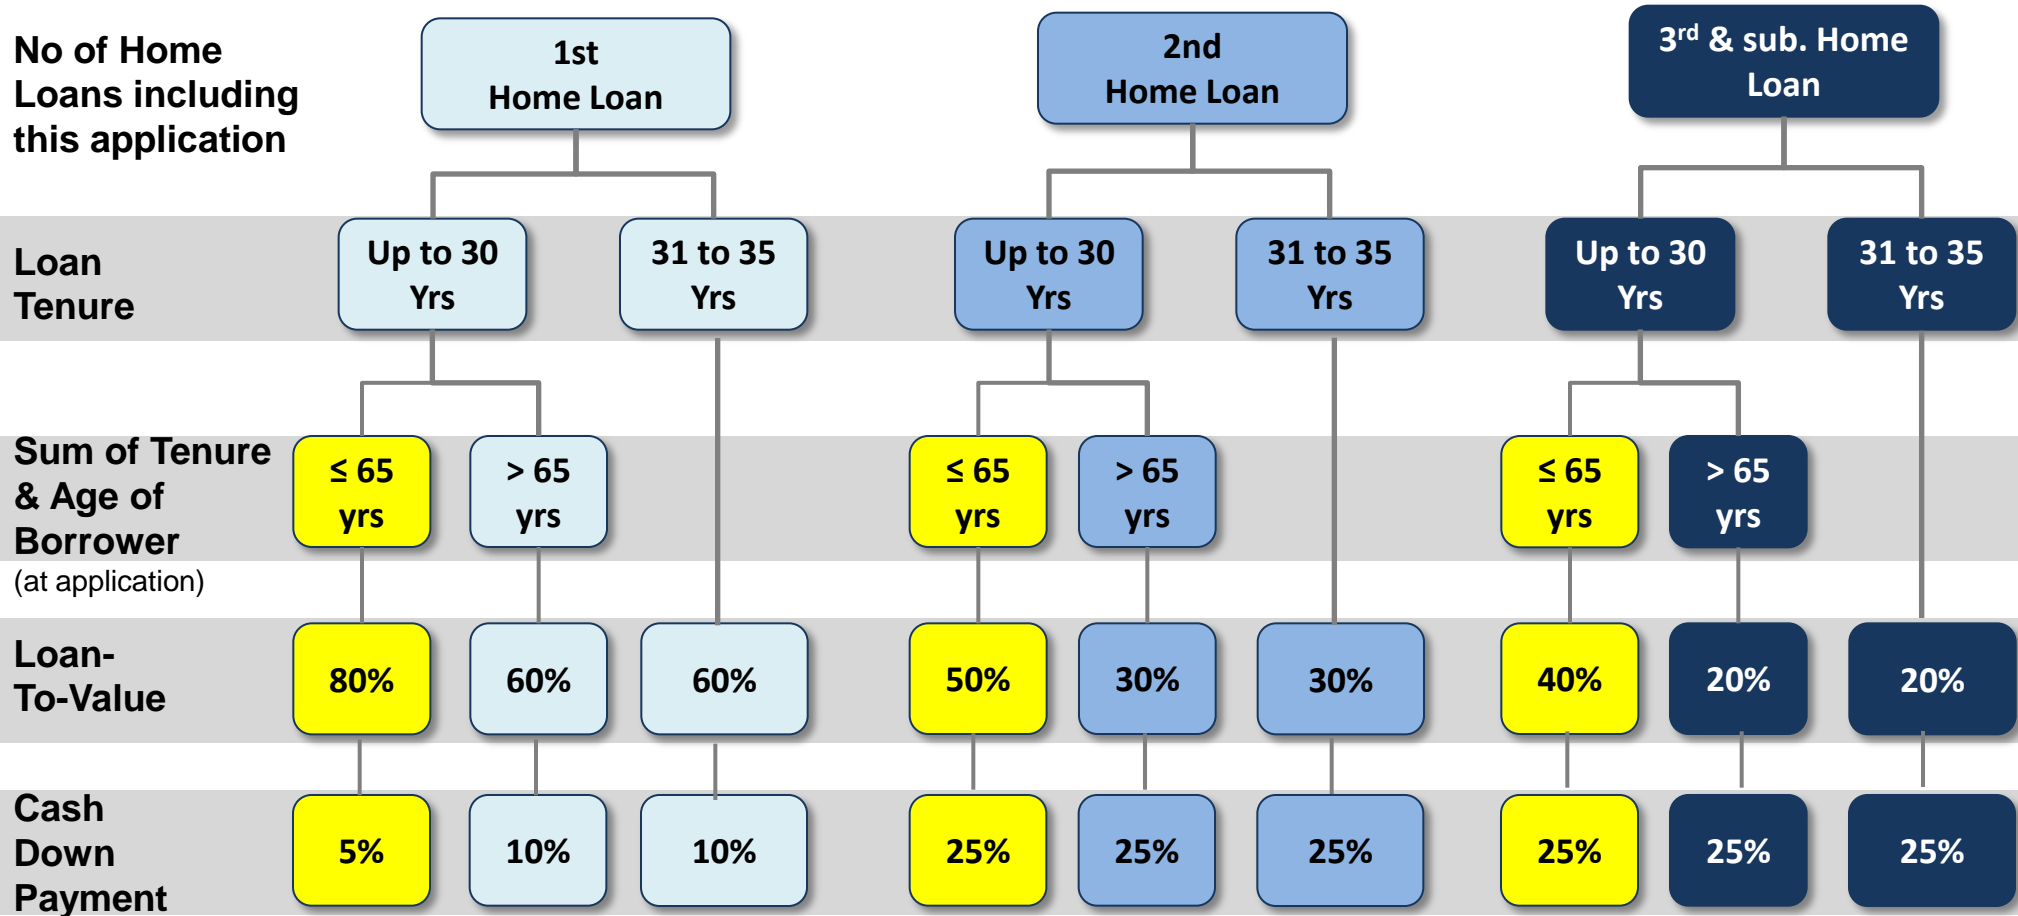 No of Home
Loans including
this application
1st
Home Loan
2nd
Home Loan
3rd & sub. Home
Loan
Loan
Tenure
Up to 30
Yrs
31 to 35
Yrs
Up to 30
Yrs
31 to 35
Yrs
Up to 30
Yrs
31 to 35
Yrs
Sum of Tenure
& Age of
Borrower
(at application)
≤ 65
yrs
> 65
yrs
≤ 65
yrs
> 65
yrs
≤ 65
yrs
> 65
yrs
Loan-
To-Value
80%
60%
60%
50%
30%
30%
40%
20%
20%
Cash
Down
Payment
5%
10%
10%
25%
25%
25%
25%
25%
25%